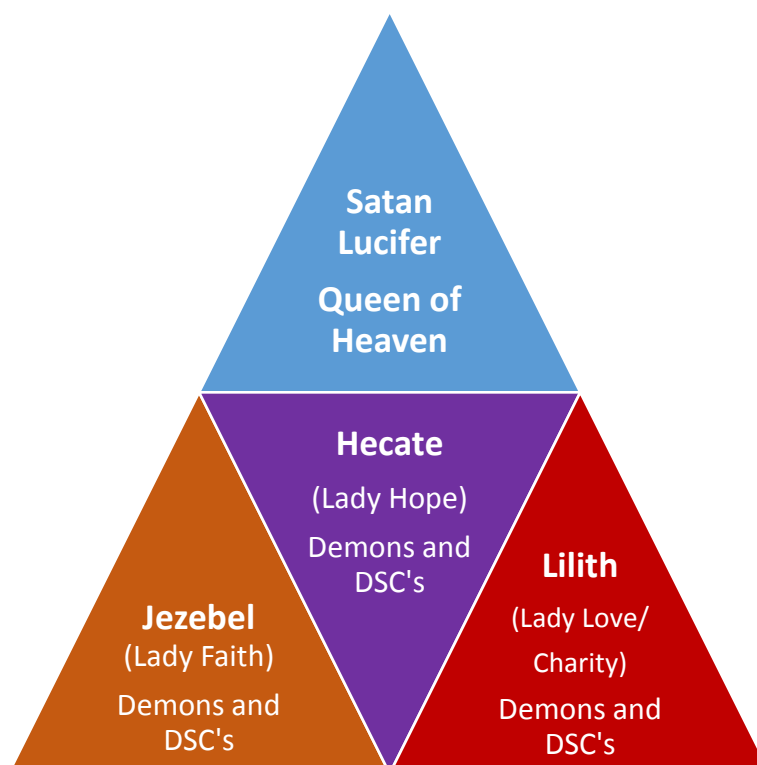 Satan
Lucifer
Queen of
Heaven
Hecate
(Lady Hope)
Demons and
DSC's
Jezebel
(Lady Faith)
Demons and
DSC's
Lilith
(Lady Love/
Charity)
Demons and
DSC's